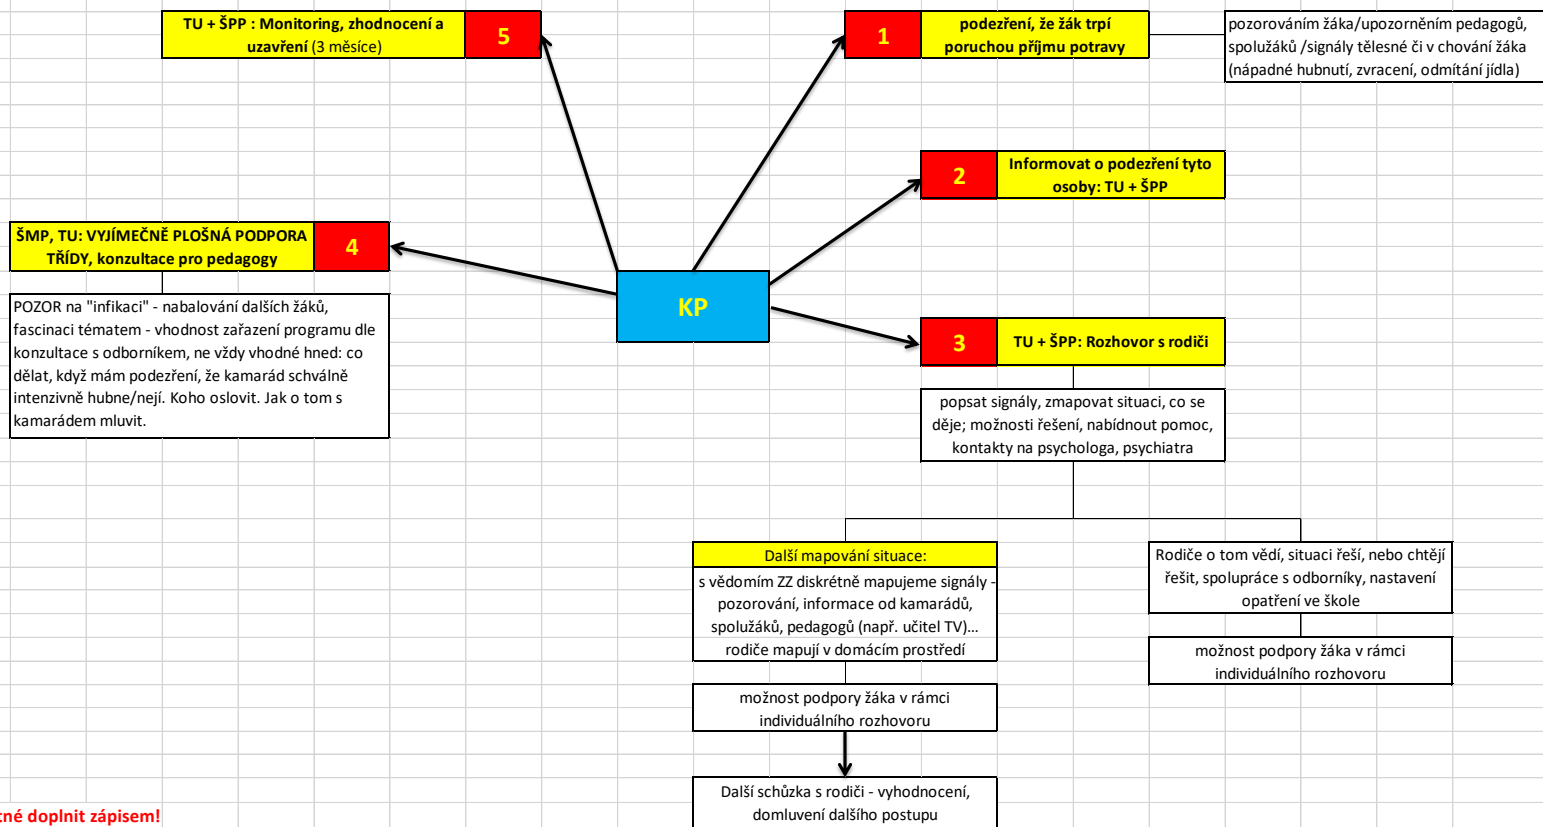 TU + ŠPP : Monitoring, zhodnocení a
uzavření (3 měsíce)
5
1
podezření, že žák trpí
poruchou příjmu potravy
pozorováním žáka/upozorněním pedagogů,
spolužáků /signály tělesné či v chování žáka
(nápadné hubnutí, zvracení, odmítání jídla)
2
Informovat o podezření tyto
osoby: TU + ŠPP
ŠMP, TU: VYJÍMEČNĚ PLOŠNÁ PODPORA
TŘÍDY, konzultace pro pedagogy
4
POZOR na "infikaci" - nabalování dalších žáků,
fascinaci tématem - vhodnost zařazení programu dle
konzultace s odborníkem, ne vždy vhodné hned: co
dělat, když mám podezření, že kamarád schválně
intenzivně hubne/nejí. Koho oslovit. Jak o tom s
kamarádem mluvit.
KP
3
TU + ŠPP: Rozhovor s rodiči
popsat signály, zmapovat situaci, co se
děje; možnosti řešení, nabídnout pomoc,
kontakty na psychologa, psychiatra
Další mapování situace:
s vědomím ZZ diskrétně mapujeme signály -
pozorování, informace od kamarádů,
spolužáků, pedagogů (např. učitel TV)...
rodiče mapují v domácím prostředí
možnost podpory žáka v rámci
individuálního rozhovoru
Další schůzka s rodiči - vyhodnocení,
domluvení dalšího postupu
Rodiče o tom vědí, situaci řeší, nebo chtějí
řešit, spolupráce s odborníky, nastavení
opatření ve škole
možnost podpory žáka v rámci
individuálního rozhovoru
doplnit zápisem!